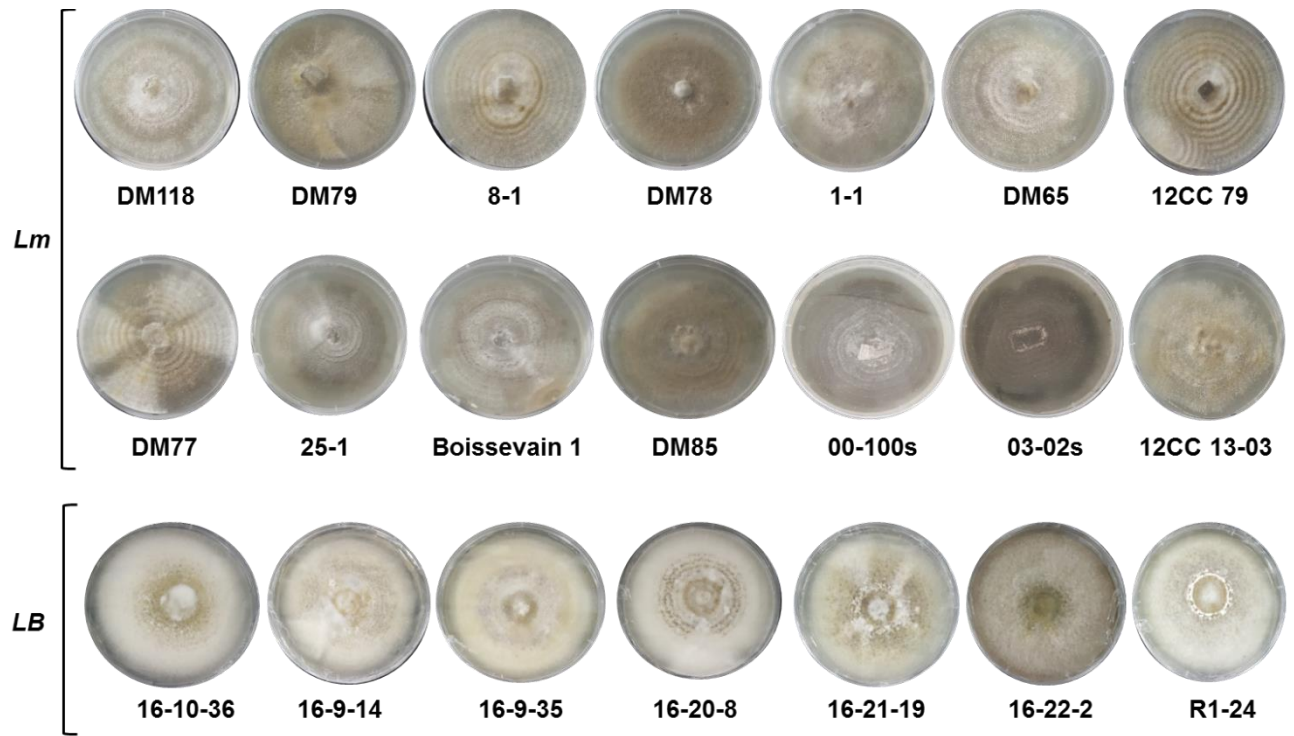 DM118 DM79 8-1 DM78 1-1 DM65 12CC 79
Lm
DM77 25-1 Boissevain 1 DM85 00-100s 03-02s 12CC 13-03
LB
16-10-36 16-9-14 16-9-35 16-20-8 16-21-19 16-22-2 R1-24